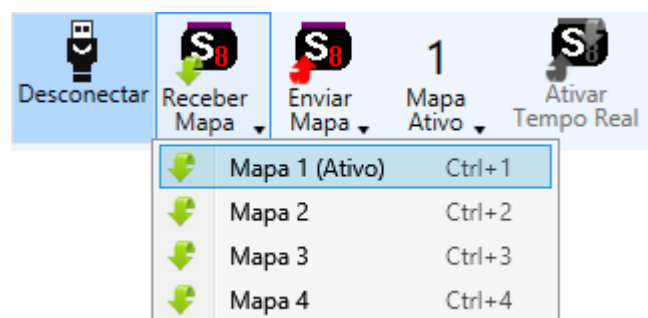 S8
S8
1
S8
Desconectar
Receber
Mapa
Enviar
Mapa
Mapa
Ativo
Ativar
Tempo Real
Mapa 1 (Ativo) Ctrl+1
Mapa 2 Ctrl+2
Mapa 3 Ctrl+3
Mapa 4 Ctrl+4